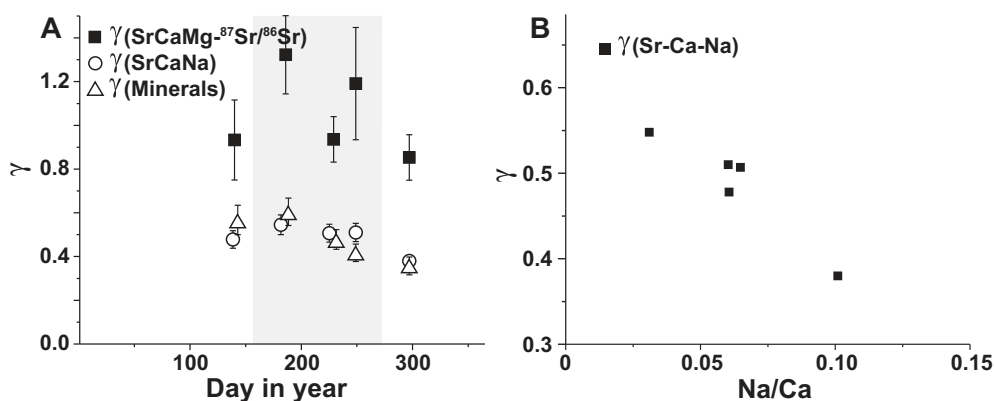 A
γ(SrCaMg-⁸⁷Sr/⁸⁶Sr)
γ(SrCaNa)
γ(Minerals)
1.2
0.8
0.4
0.0
γ
100 200 300
Day in year
B
γ(Sr-Ca-Na)
0.6
0.5
0.4
0.3
γ
0 0.05 0.10 0.15
Na/Ca